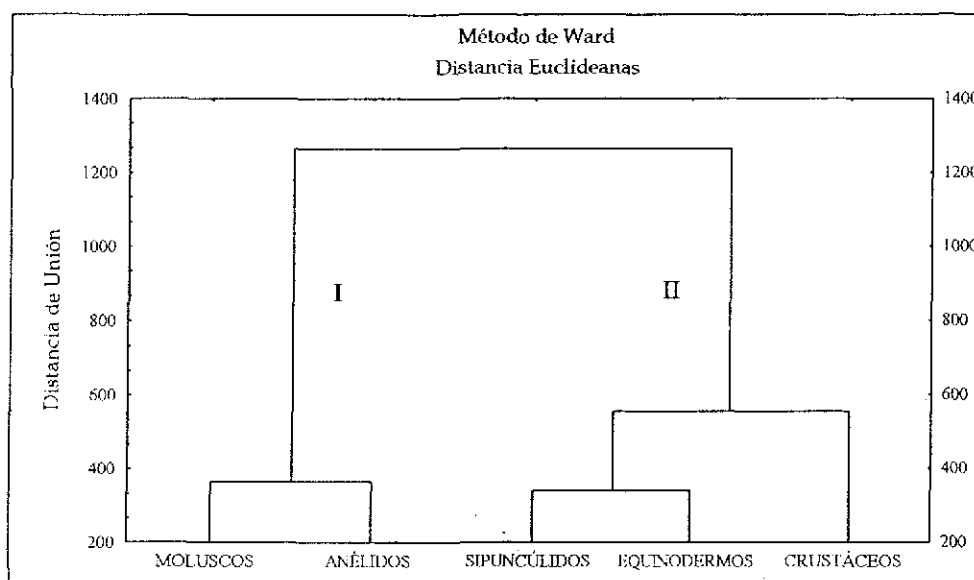 Método de Ward
Distancia Euclideanas
1400
1200
1000
800
600
400
200
1400
1200
1000
800
600
400
200
Distancia de Unión
I
II
MOLUSCOS
ANÉLIDOS
SIPUNCÚLIDOS
EQUINODERMOS
CRUSTÁCEOS